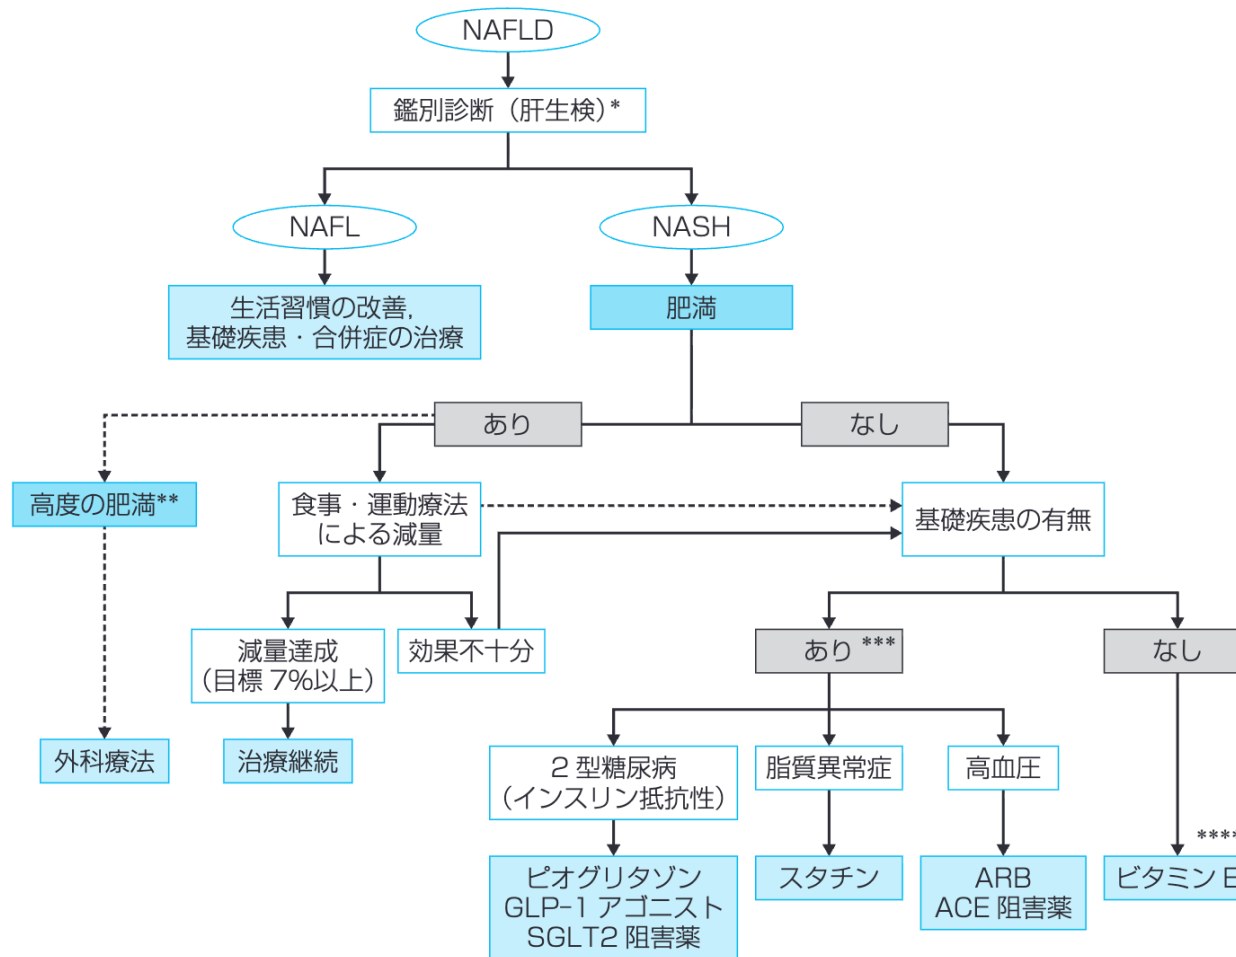 NAFLD
鑑別診断（肝生検)*
NAFL
NASH
生活習慣の改善,
基礎疾患・合併症の治療
肥満
あり
なし
高度の肥満**
食事・運動療法
による減量
基礎疾患の有無
減量達成
(目標 7%以上)
効果不十分
あり ***
なし
外科療法
治療継続
2 型糖尿病
(インスリン抵抗性)
脂質異常症
高血圧
****
ピオグリタゾン
GLP-1 アゴニスト
SGLT2 阻害薬
スタチン
ARB
ACE 阻害薬
ビタミン E